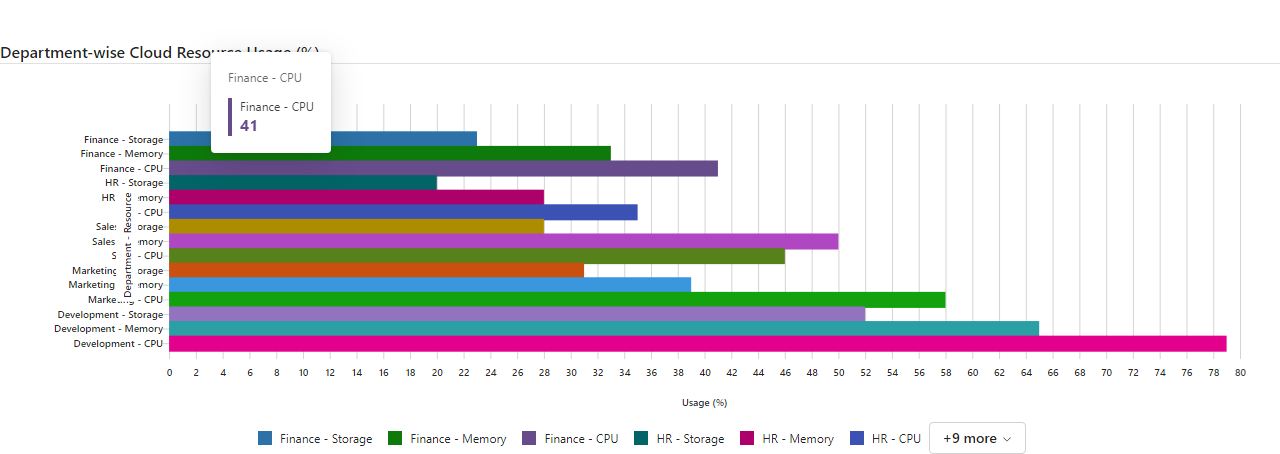 Department-wise Cloud Resource Usage (%)
Finance - CPU
Finance - CPU
41
Finance - Storage
Finance - Memory
Finance - CPU
HR - Storage
HR emory
- CPU
Sales orage
Sales emory
S - CPU
Marketing orage
Marketing emory
Marketing - CPU
Development - Storage
Development - Memory
Development - CPU
Department - Resource
0 2 4 6 8 10 12 14 16 18 20 22 24 26 28 30 32 34 36 38 40 42 44 46 48 50 52 54 56 58 60 62 64 66 68 70 72 74 76 78 80
Usage (%)
Finance - Storage Finance - Memory Finance - CPU HR - Storage HR - Memory HR - CPU +9 more